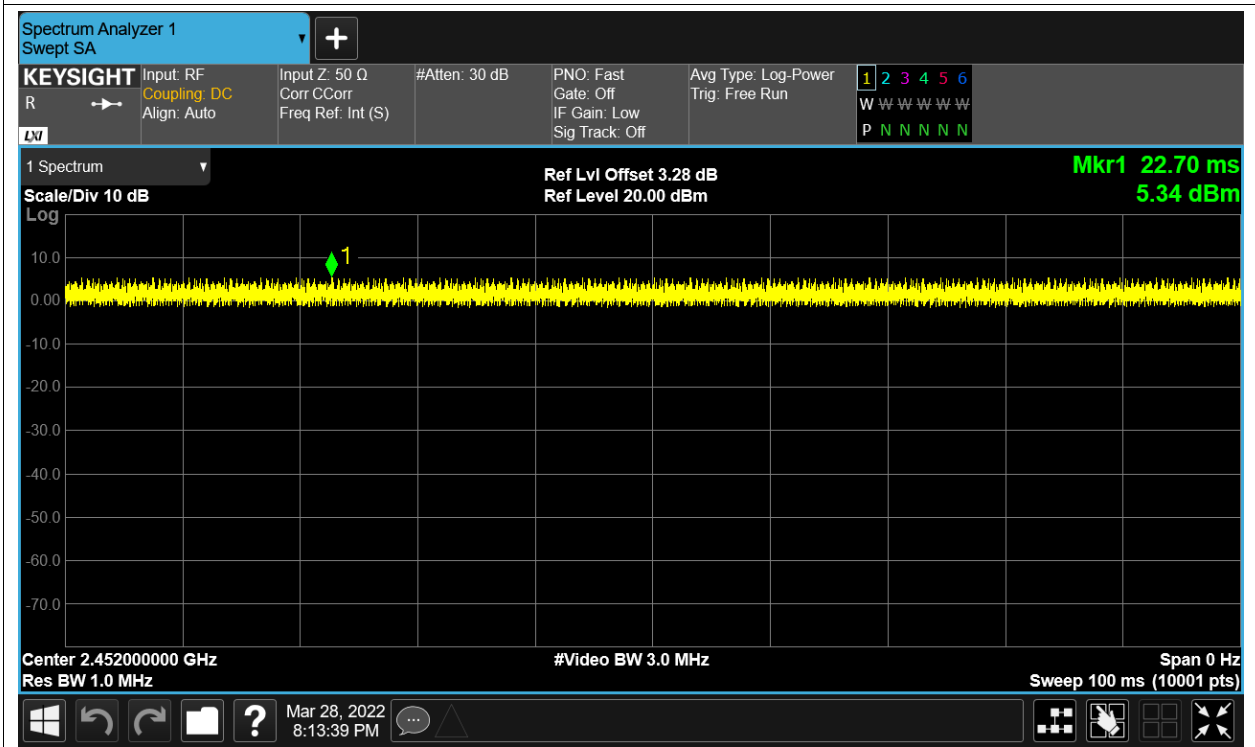 Spectrum Analyzer 1
Swept SA
KEYSIGHT Input: RF Input Z: 50 Ω #Atten: 30 dB PNO: Fast Avg Type: Log-Power 1 2 3 4 5 6
R Coupling: DC Corr CCorr Gate: Off Trig: Free Run W W W W W W
Align: Auto Freq Ref: Int (S) IF Gain: Low
LXI Sig Track: Off P N N N N N
1 Spectrum Ref Lvl Offset 3.28 dB Mkr1 22.70 ms
Scale/Div 10 dB Ref Level 20.00 dBm 5.34 dBm
Log
10.0 1
0.00
-10.0
-20.0
-30.0
-40.0
-50.0
-60.0
-70.0
Center 2.452000000 GHz #Video BW 3.0 MHz Span 0 Hz
Res BW 1.0 MHz Sweep 100 ms (10001 pts)
? Mar 28, 2022
8:13:39 PM